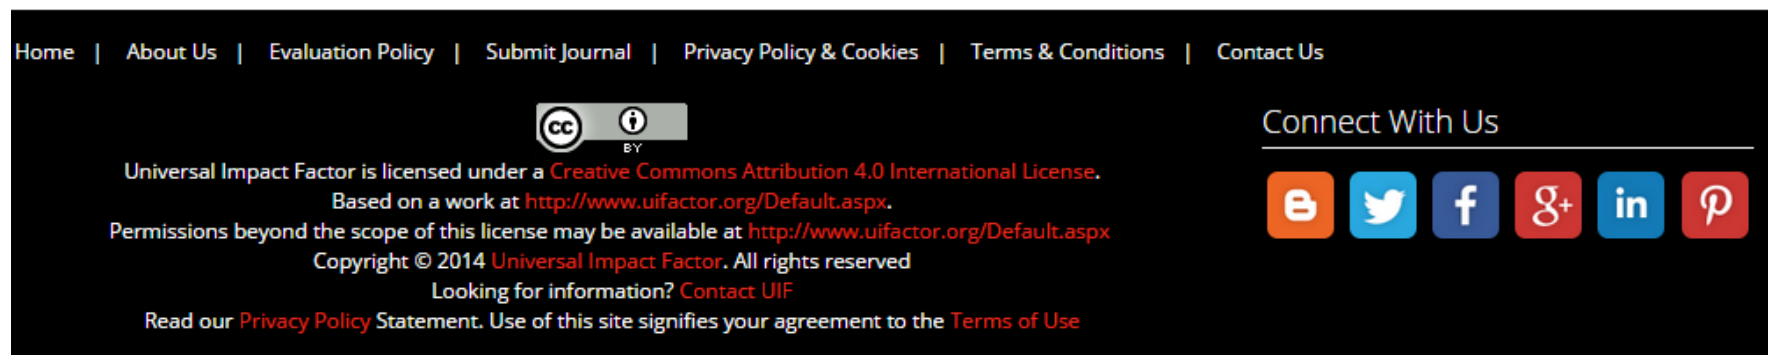 Home | About Us | Evaluation Policy | Submit Journal | Privacy Policy & Cookies | Terms & Conditions | Contact Us
cc BY
Universal Impact Factor is licensed under a Creative Commons Attribution 4.0 International License.
Based on a work at http://www.uifactor.org/Default.aspx.
Permissions beyond the scope of this license may be available at http://www.uifactor.org/Default.aspx
Copyright © 2014 Universal Impact Factor. All rights reserved
Looking for information? Contact UIF
Read our Privacy Policy Statement. Use of this site signifies your agreement to the Terms of Use
Connect With Us
f g+ in